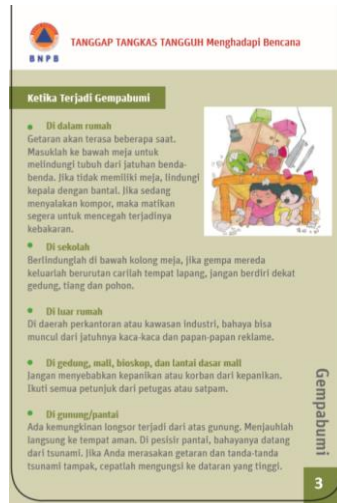 TANGGAP TANGKAS TANGGUH Menghadapi Bencana
BNPB
Ketika Terjadi Gempabumi
Di dalam rumah
Getaran akan terasa beberapa saat.
Masuklah ke bawah meja untuk
melindungi tubuh dari jatuhan benda-
benda. Jika tidak memiliki meja, lindungi
kepala dengan bantal. Jika sedang
menyalakan kompor, maka matikan
segera untuk mencegah terjadinya
kebakaran.
Di sekolah
Berlindunglah di bawah kolong meja, jika gempa mereda
keluarlah berurutan carilah tempat lapang, jangan berdiri dekat
gedung, tiang dan pohon.
Di luar rumah
Di daerah perkantoran atau kawasan industri, bahaya bisa
muncul dari jatuhnya kaca-kaca dan papan-papan reklame.
Di gedung, mall, bioskop, dan lantai dasar mall
Jangan menyebabkan kepanikan atau korban dari kepanikan.
Ikuti semua petunjuk dari petugas atau satpam.
Di gunung/pantai
Ada kemungkinan longsor terjadi dari atas gunung. Menjauhlah
langsung ke tempat aman. Di pesisir pantai, bahayanya datang
dari tsunami. Jika Anda merasakan getaran dan tanda-tanda
tsunami tampak, cepatlah mengungsi ke dataran yang tinggi.
Gempabumi
3